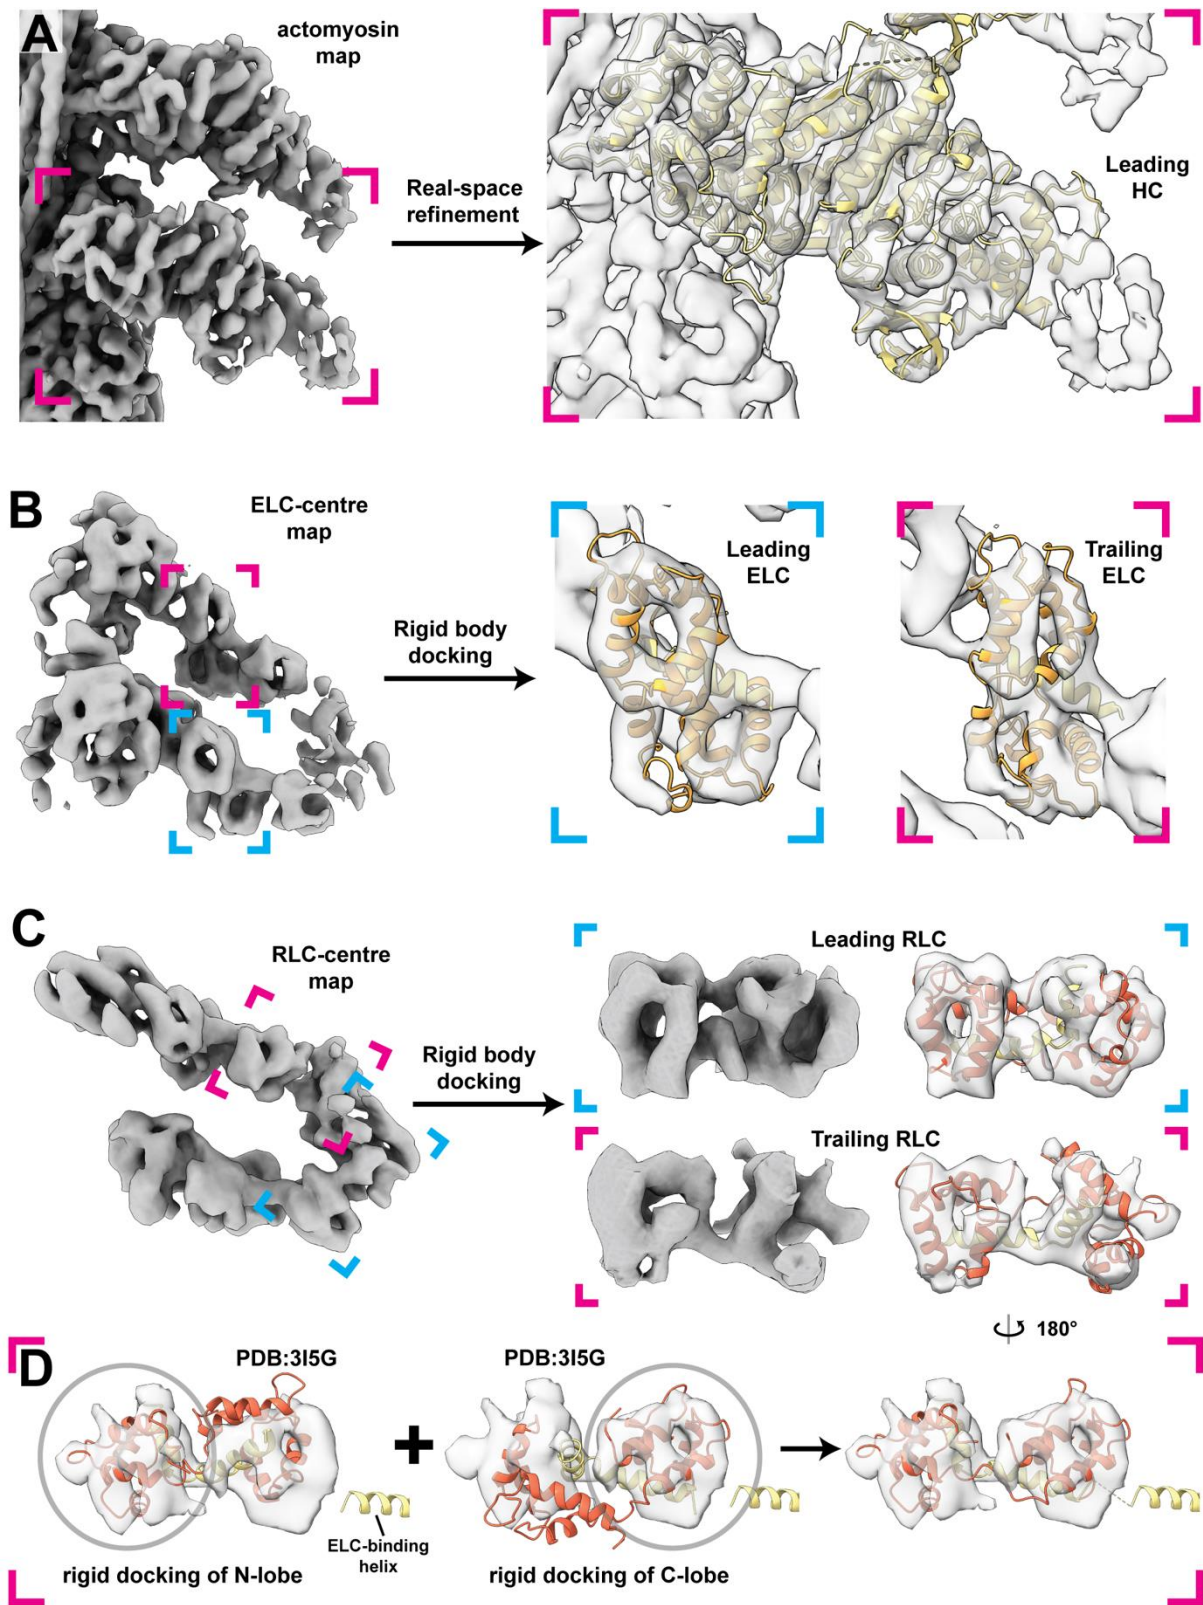 A
actomyosin
map
Real-space
refinement
Leading
HC
B
ELC-centre
map
Rigid body
docking
Leading
ELC
Trailing
ELC
C
RLC-centre
map
Rigid body
docking
Leading RLC
Trailing RLC
180°
D
PDB:3I5G
PDB:3I5G
+
ELC-binding
helix
rigid docking of N-lobe
rigid docking of C-lobe